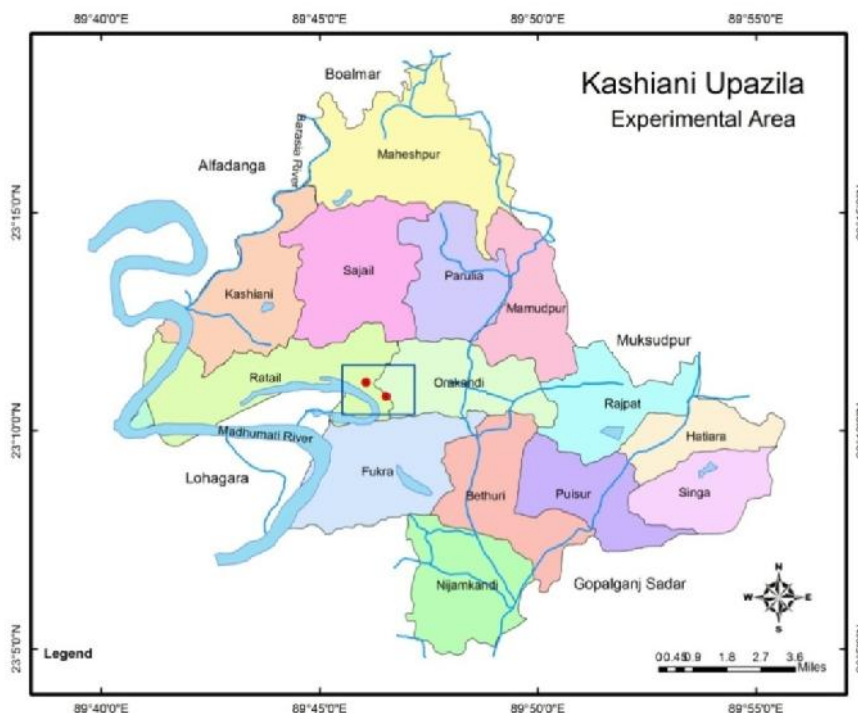 89°40'0"E 89°45'0"E 89°50'0"E 89°55'0"E
Boalmar
Kashiani Upazila
Experimental Area
Barasia River
Maheshpur
Alfadanga
23°15'0"N
Sajail
Parulia
Kashiani
Mamudpur
Muksudpur
Ratail
Orakandi
Rajpat
23°10'0"N
Madhumati River
Hatiara
Lohagara
Fukra
Bethuri
Puisur
Singa
Nijamkandi
Gopalganj Sadar
N
W E
S
23°5'0"N
Legend
0 0.45 0.9 1.8 2.7 3.6
Miles
89°40'0"E 89°45'0"E 89°50'0"E 89°55'0"E